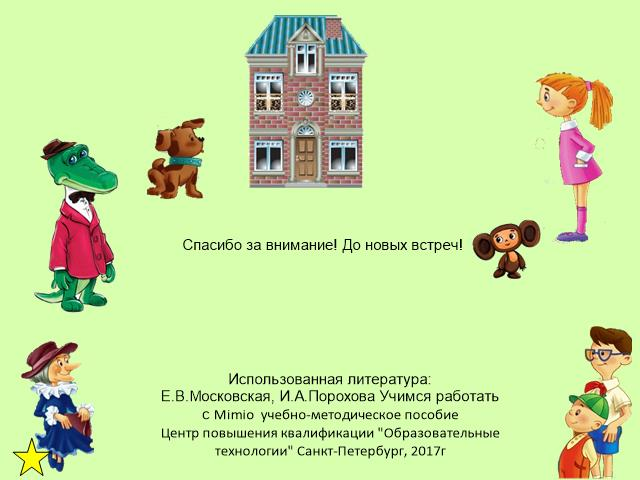 Спасибо за внимание! До новых встреч!
Использованная литература:
Е.В.Московская, И.А.Порохова Учимся работать
с Mimio учебно-методическое пособие
Центр повышения квалификации "Образовательные
технологии" Санкт-Петербург, 2017г